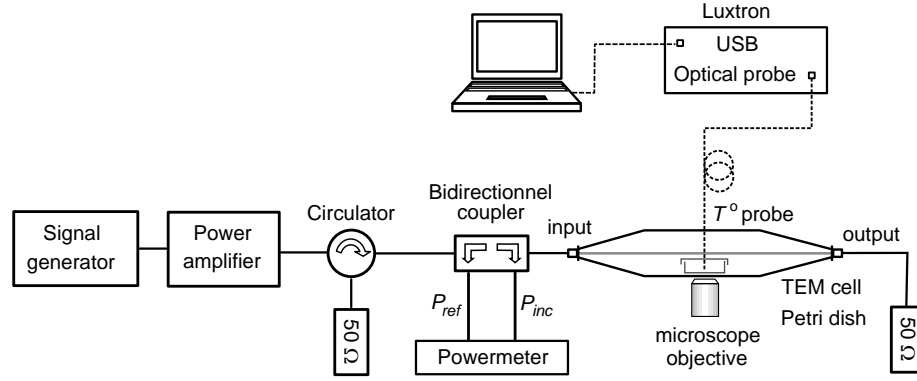 Luxtron
USB
Optical probe
Signal
generator
Power
amplifier
Circulator
50 Ω
Bidirectionnel
coupler
P_ref
P_inc
Powermeter
input
T° probe
output
TEM cell
Petri dish
microscope
objective
50 Ω